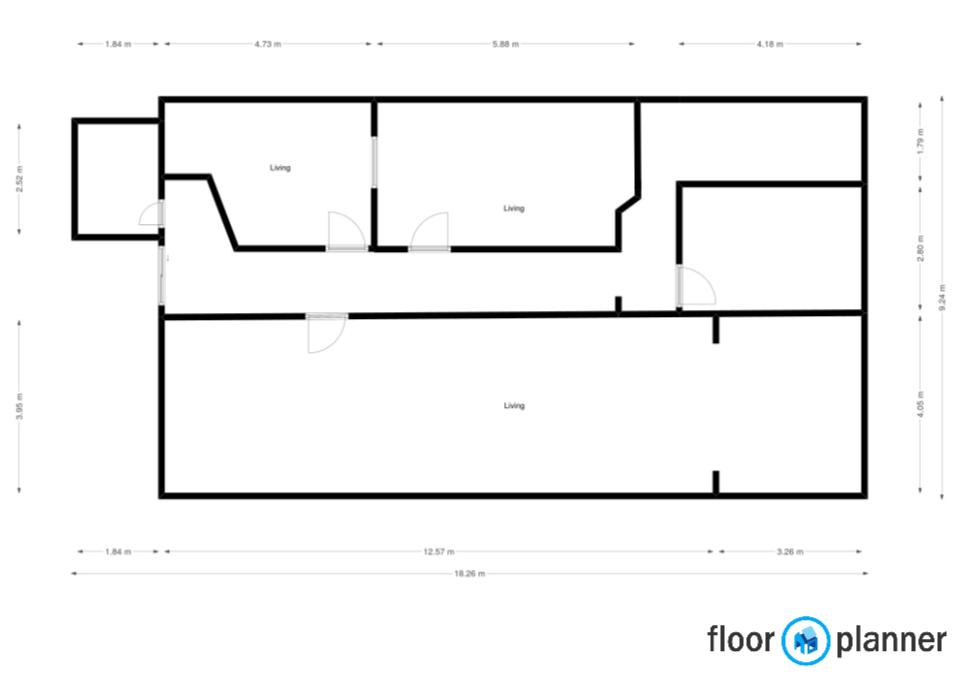 1.84 m
4.73 m
5.88 m
4.18 m
2.52 m
1.79 m
Living
Living
2.80 m
9.24 m
3.95 m
Living
4.05 m
1.84 m
12.57 m
3.26 m
18.26 m
floor planner